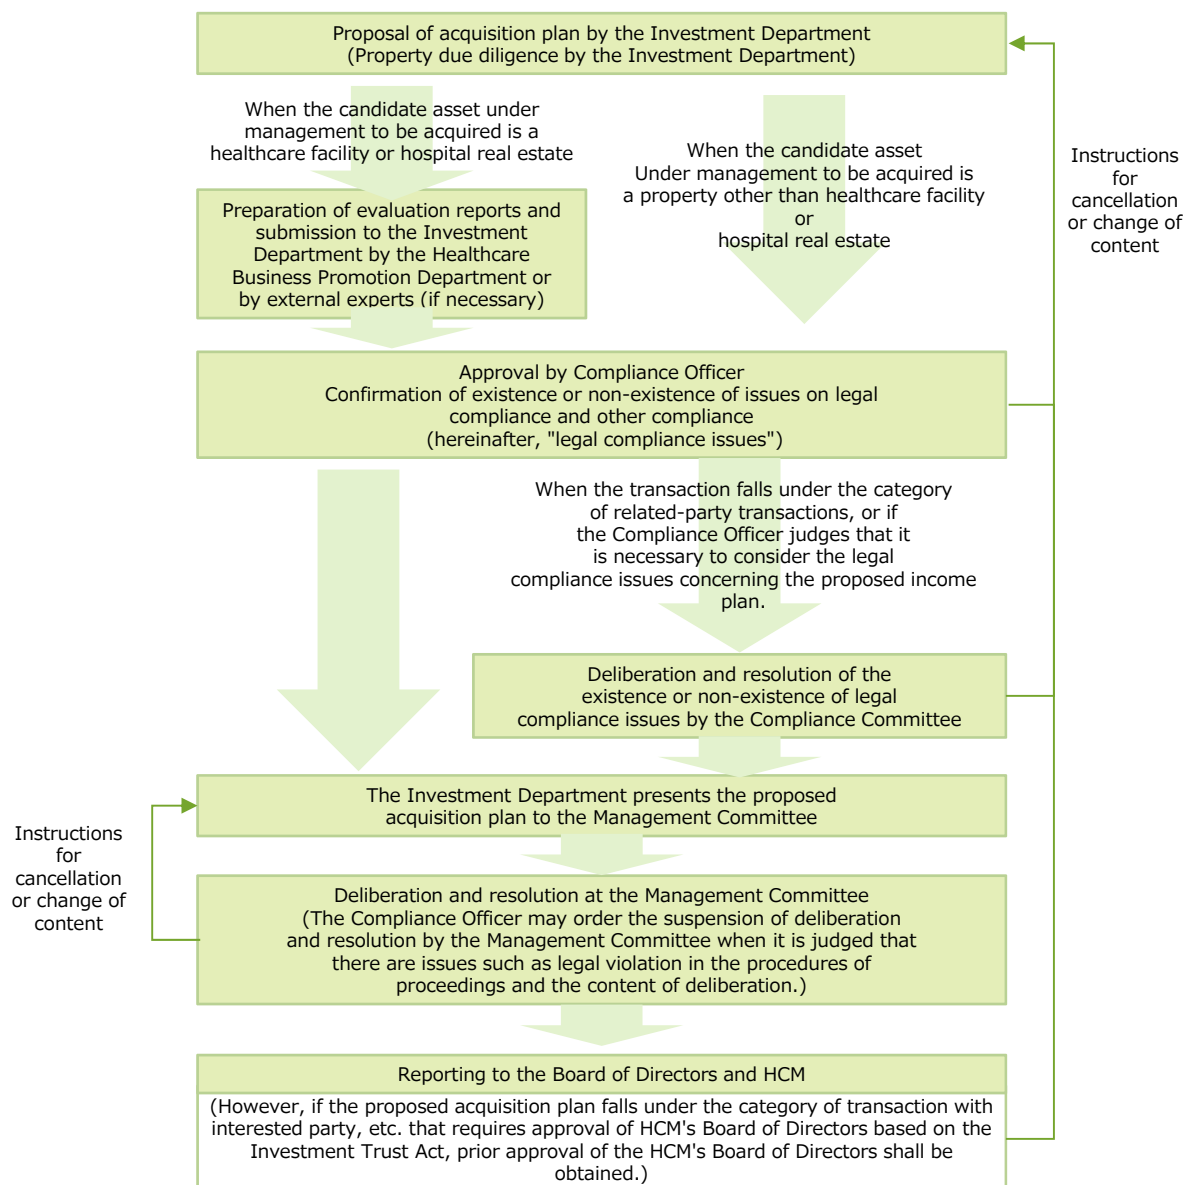 Proposal of acquisition plan by the Investment Department
(Property due diligence by the Investment Department)
When the candidate asset under
management to be acquired is a
healthcare facility or hospital real estate
When the candidate asset
Under management to be acquired is
a property other than healthcare facility
or
hospital real estate
Instructions
for
cancellation
or change of
content
Preparation of evaluation reports and
submission to the Investment
Department by the Healthcare
Business Promotion Department or
by external experts (if necessary)
Approval by Compliance Officer
Confirmation of existence or non-existence of issues on legal
compliance and other compliance
(hereinafter, "legal compliance issues")
When the transaction falls under the category
of related-party transactions, or if
the Compliance Officer judges that it
is necessary to consider the legal
compliance issues concerning the proposed income
plan.
Deliberation and resolution of the
existence or non-existence of legal
compliance issues by the Compliance Committee
The Investment Department presents the proposed
acquisition plan to the Management Committee
Instructions
for
cancellation
or change of
content
Deliberation and resolution at the Management Committee
(The Compliance Officer may order the suspension of deliberation
and resolution by the Management Committee when it is judged that
there are issues such as legal violation in the procedures of
proceedings and the content of deliberation.)
Reporting to the Board of Directors and HCM
(However, if the proposed acquisition plan falls under the category of transaction with
interested party, etc. that requires approval of HCM's Board of Directors based on the
Investment Trust Act, prior approval of the HCM's Board of Directors shall be
obtained.)